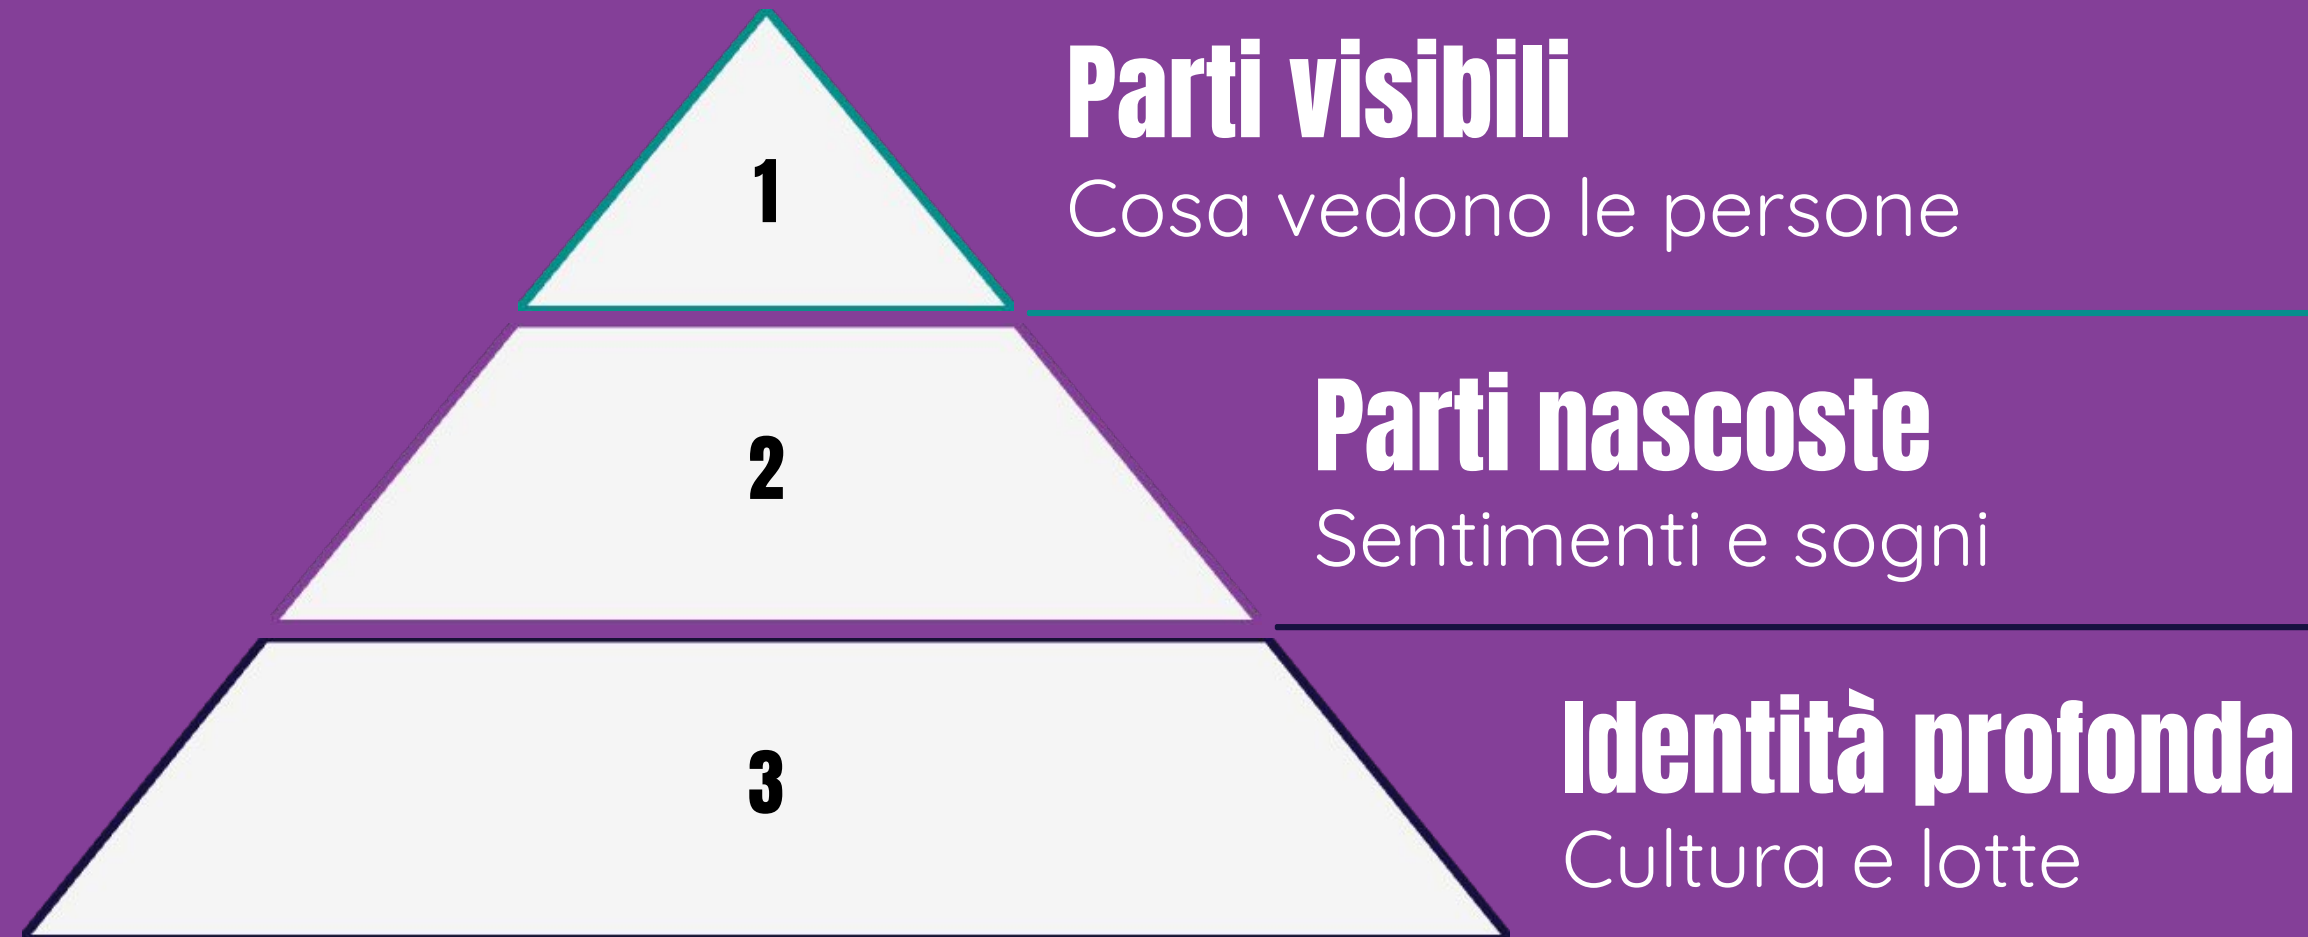 1
Parti visibili
Cosa vedono le persone
2
Parti nascoste
Sentimenti e sogni
3
Identità profonda
Cultura e lotte